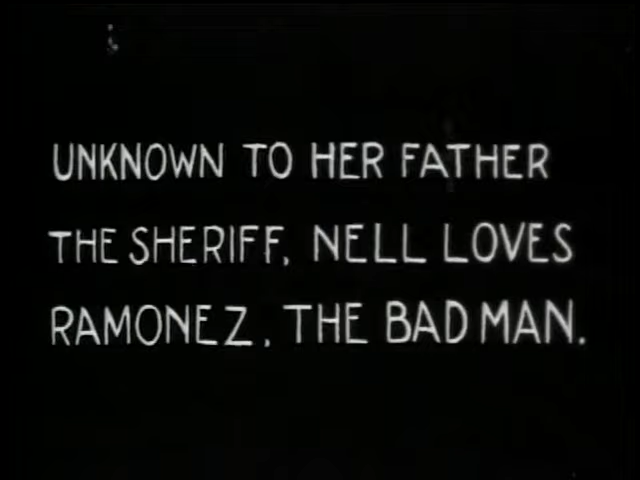 UNKNOWN TO HER FATHER
THE SHERIFF, NELL LOVES
RAMONEZ, THE BAD MAN.